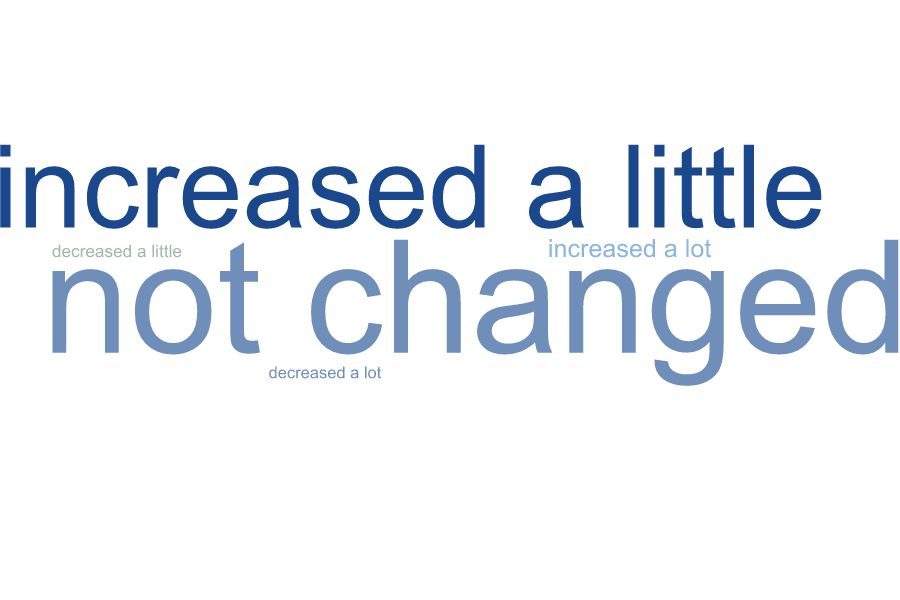 increased a little
decreased a little
increased a lot
not changed
decreased a lot